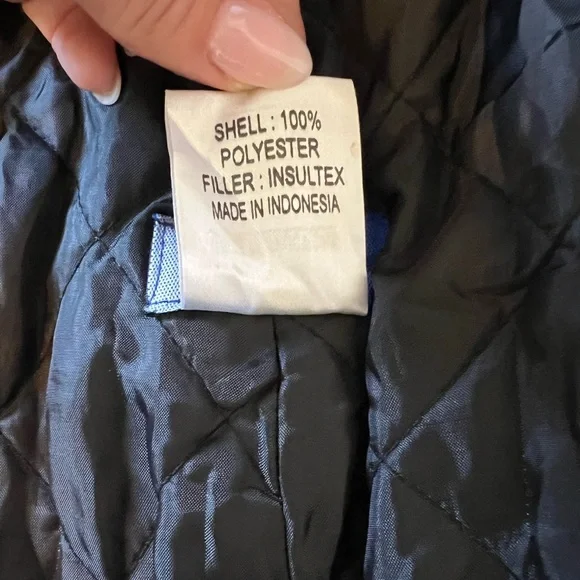 SHELL: 100%
POLYESTER
FILLER: INSULTEX
MADE IN INDONESIA